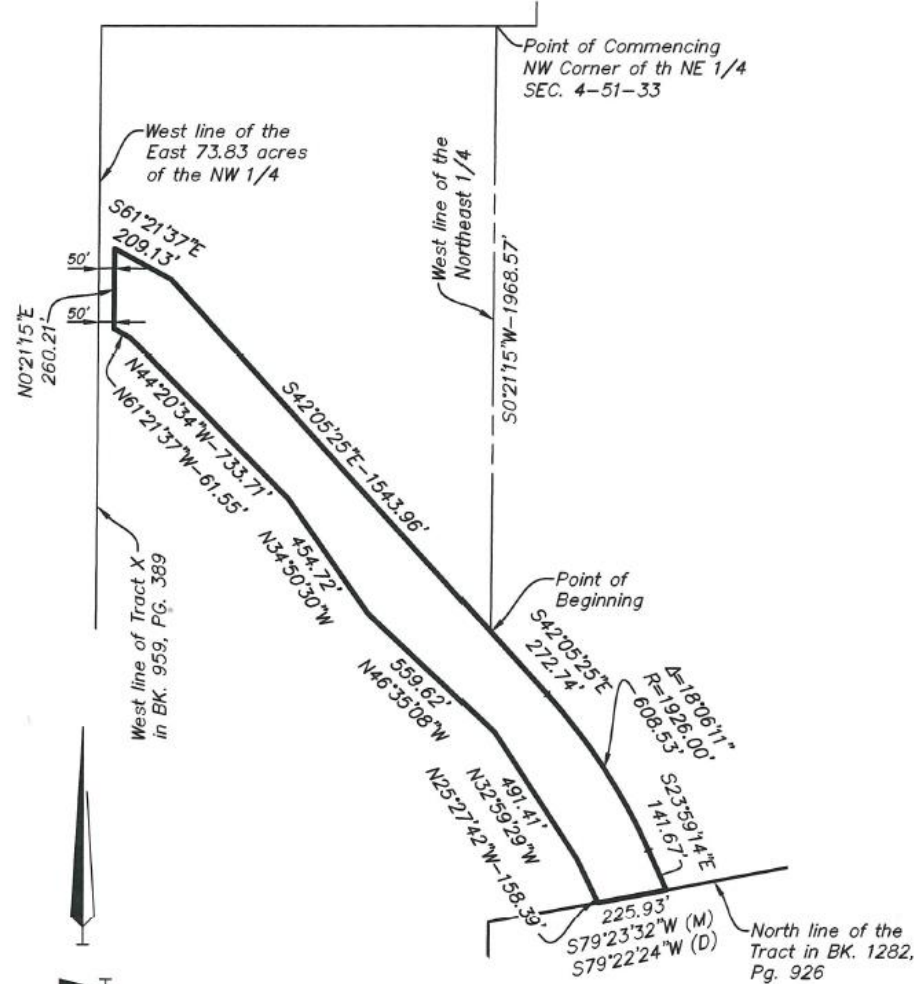 Point of Commencing
NW Corner of th NE 1/4
SEC. 4-51-33
West line of the
East 73.83 acres
of the NW 1/4
West line of the
Northeast 1/4
S0°21'15"W-1968.57'
S61°21'37"E
209.13'
50'
50'
N0°21'15"E
260.21'
N44°20'34"W-733.71'
N61°21'37"W-61.55'
S42°05'25"E-1543.96'
West line of Tract X
in BK. 959, PG. 389
454.72'
N34°50'30"W
Point of
Beginning
S42°05'25"E
272.74'
Δ=18°06'11"
R=1926.00'
608.53'
559.62'
N46°35'08"W
491.41'
N32°59'29"W
N25°27'42"W-158.39'
S23°59'14"E
141.67'
225.93'
S79°23'32"W (M)
S79°22'24"W (D)
North line of the
Tract in BK. 1282,
Pg. 926